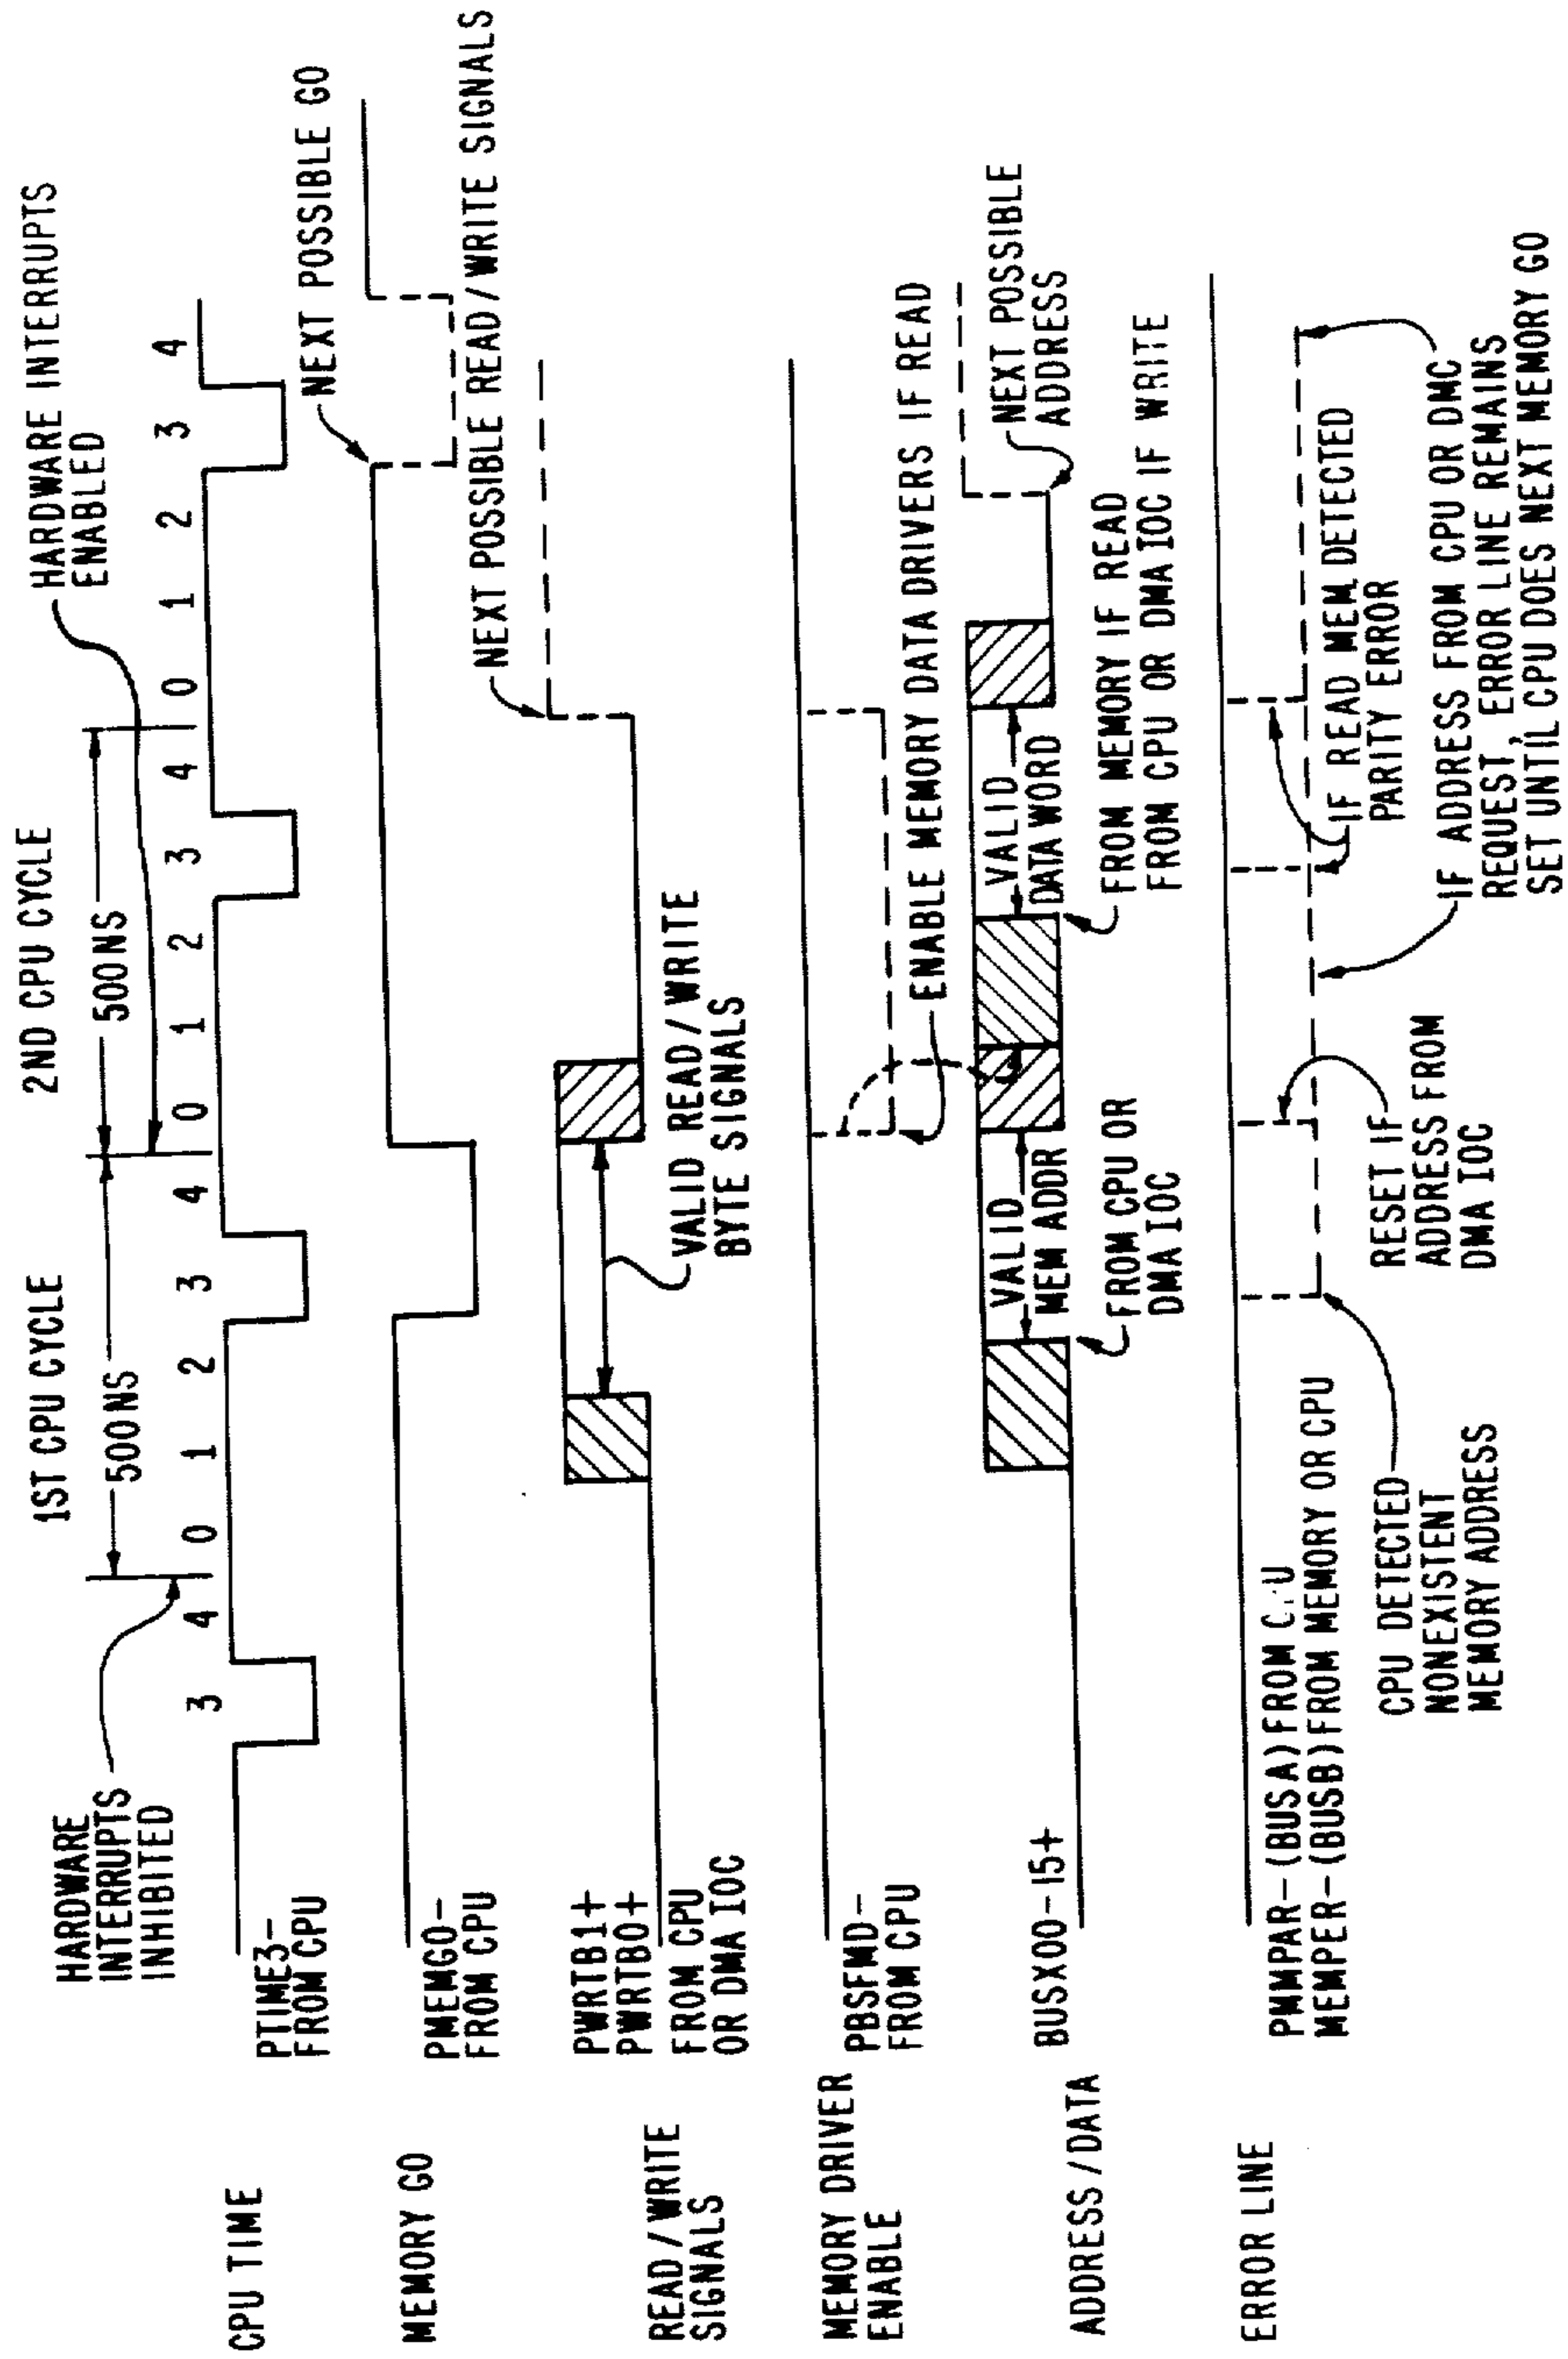 1ST CPU CYCLE
2ND CPU CYCLE
500NS
500NS
HARDWARE
INTERRUPTS
INHIBITED
HARDWARE INTERRUPTS
ENABLED
CPU TIME
PTIME3-
FROM CPU
3 4 0 1 2 3 4 0 1 2 3 4 0 1 2 3 4
MEMORY GO
PMEMGO-
FROM CPU
NEXT POSSIBLE GO
READ/WRITE
SIGNALS
PWRTB1+
PWRTB0+
FROM CPU
OR DMA IOC
VALID READ/WRITE
BYTE SIGNALS
NEXT POSSIBLE READ/WRITE SIGNALS
MEMORY DRIVER
ENABLE
PBSFMD-
FROM CPU
ENABLE MEMORY DATA DRIVERS IF READ
ADDRESS/DATA
BUSX00-15+
VALID
MEM ADDR
FROM CPU OR
DMA IOC
VALID
DATA WORD
FROM MEMORY IF READ
FROM CPU OR DMA IOC IF WRITE
NEXT POSSIBLE
ADDRESS
ERROR LINE
PMMPAR-(BUSA) FROM
MEMPER-(BUSB) FROM MEMORY OR CPU
CPU DETECTED
NONEXISTENT
MEMORY ADDRESS
RESET IF
ADDRESS FROM
DMA IOC
IF READ MEM DETECTED
PARITY ERROR
IF ADDRESS FROM CPU OR DMC
REQUEST, ERROR LINE REMAINS
SET UNTIL CPU DOES NEXT MEMORY GO